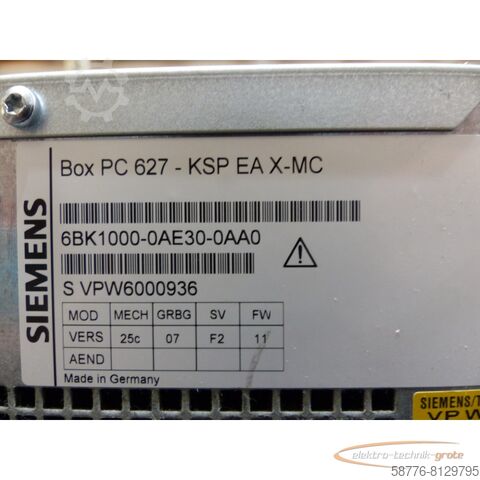 SIEMENS
Box PC 627 - KSP EA X-MC
6BK1000-0AE30-0AA0
S VPW6000936
MOD MECH GRBG SV FW
VERS 25c 07 F2 11
AEND
Made in Germany
SIEMENS/T
VPW
elektro-technik-grote
58776-8129795